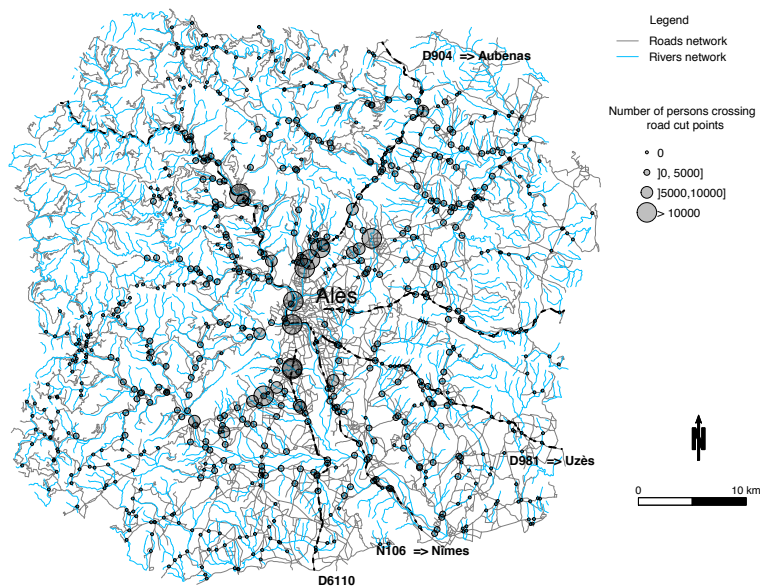 Legend
Roads network
Rivers network
D904 => Aubenas
Number of persons crossing
road cut points
0
]0, 5000]
]5000,10000]
> 10000
Alès
N
D981 => Uzès
0 10 km
N106 => Nîmes
D6110